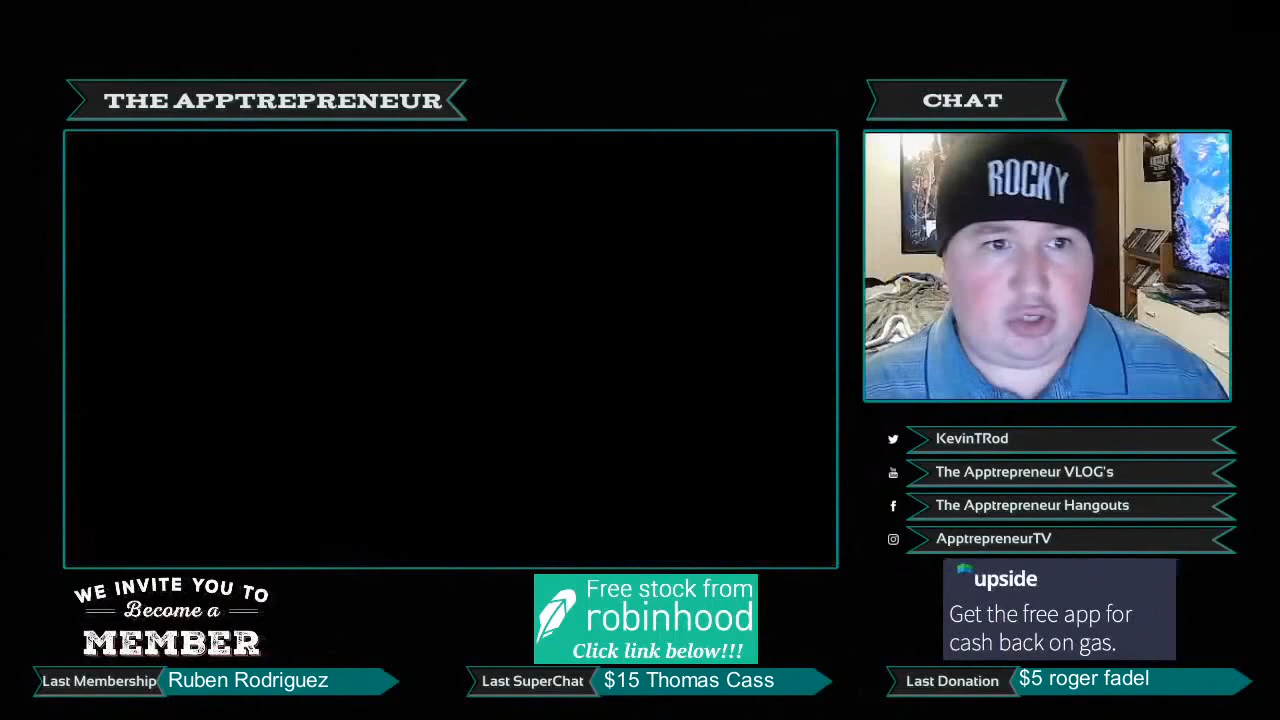 THE APPTREPRENEUR
CHAT
ROCKY
KevinTRod
The Apptrepreneur VLOG's
The Apptrepreneur Hangouts
ApptrepreneurTV
WE INVITE YOU TO
Become a
MEMBER
Free stock from
robinhood
Click link below!!!
upside
Get the free app for
cash back on gas.
Last Membership Ruben Rodriguez
Last SuperChat $15 Thomas Cass
Last Donation $5 roger fadel